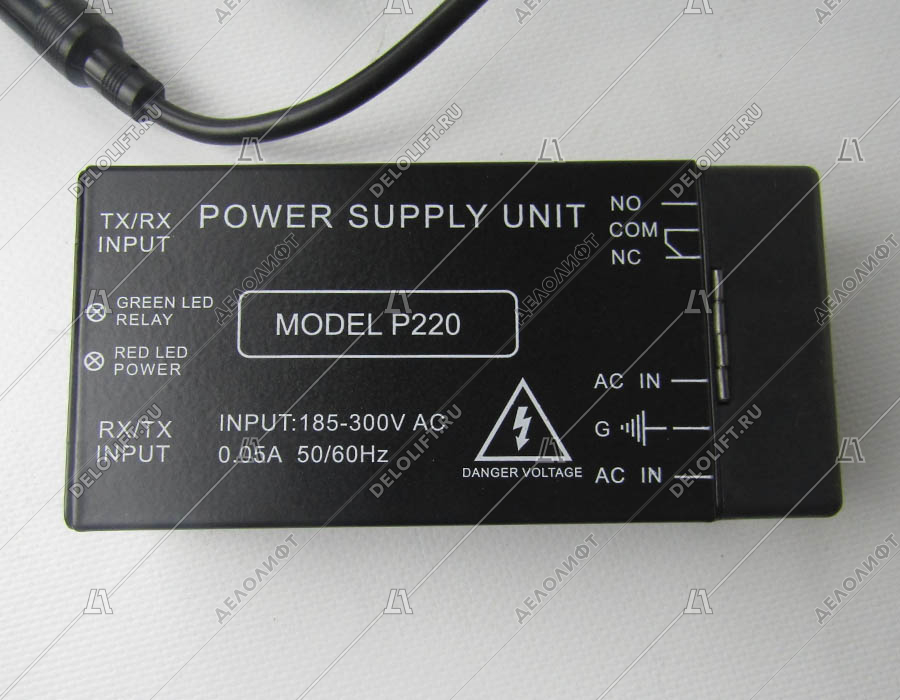 POWER SUPPLY UNIT
TX/RX
INPUT
NO
COM
NC
GREEN LED
RELAY
MODEL P220
RED LED
POWER
AC IN
RX/TX
INPUT
INPUT:185-300V AC
0.05A 50/60Hz
G
DANGER VOLTAGE
AC IN
DELOLIFT.RU
ДЕЛОЛИФТ